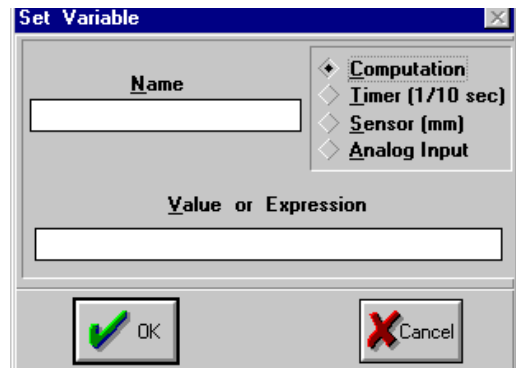 Set Variable
Name
Computation
Timer (1/10 sec)
Sensor (mm)
Analog Input
Value or Expression
OK
Cancel